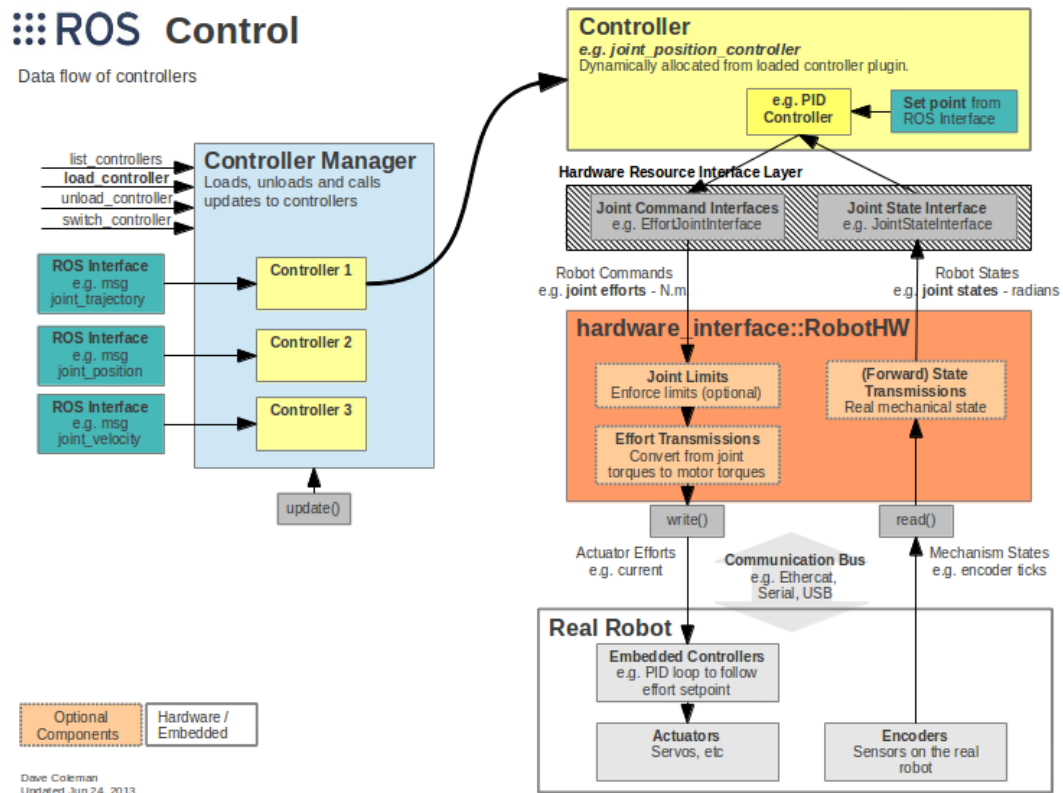 ROS Control
Data flow of controllers
list_controllers
load_controller
unload_controller
switch_controller
Controller Manager
Loads, unloads and calls
updates to controllers
ROS Interface
e.g. msg
joint_trajectory
Controller 1
ROS Interface
e.g. msg
joint_position
Controller 2
ROS Interface
e.g. msg
joint_velocity
Controller 3
update()
Controller
e.g. joint_position_controller
Dynamically allocated from loaded controller plugin.
e.g. PID
Controller
Set point from
ROS Interface
Hardware Resource Interface Layer
Joint Command Interfaces
e.g. EffortJointInterface
Joint State Interface
e.g. JointStateInterface
Robot Commands
e.g. joint efforts - N.m
Robot States
e.g. joint states - radians
hardware_interface::RobotHW
Joint Limits
Enforce limits (optional)
Effort Transmissions
Convert from joint
torques to motor torques
(Forward) State
Transmissions
Real mechanical state
write()
read()
Actuator Efforts
e.g. current
Communication Bus
e.g. Ethercat,
Serial, USB
Mechanism States
e.g. encoder ticks
Real Robot
Embedded Controllers
e.g. PID loop to follow
effort setpoint
Actuators
Servos, etc
Encoders
Sensors on the real
robot
Optional
Components
Hardware /
Embedded
Dave Coleman
Updated Jun 24, 2013